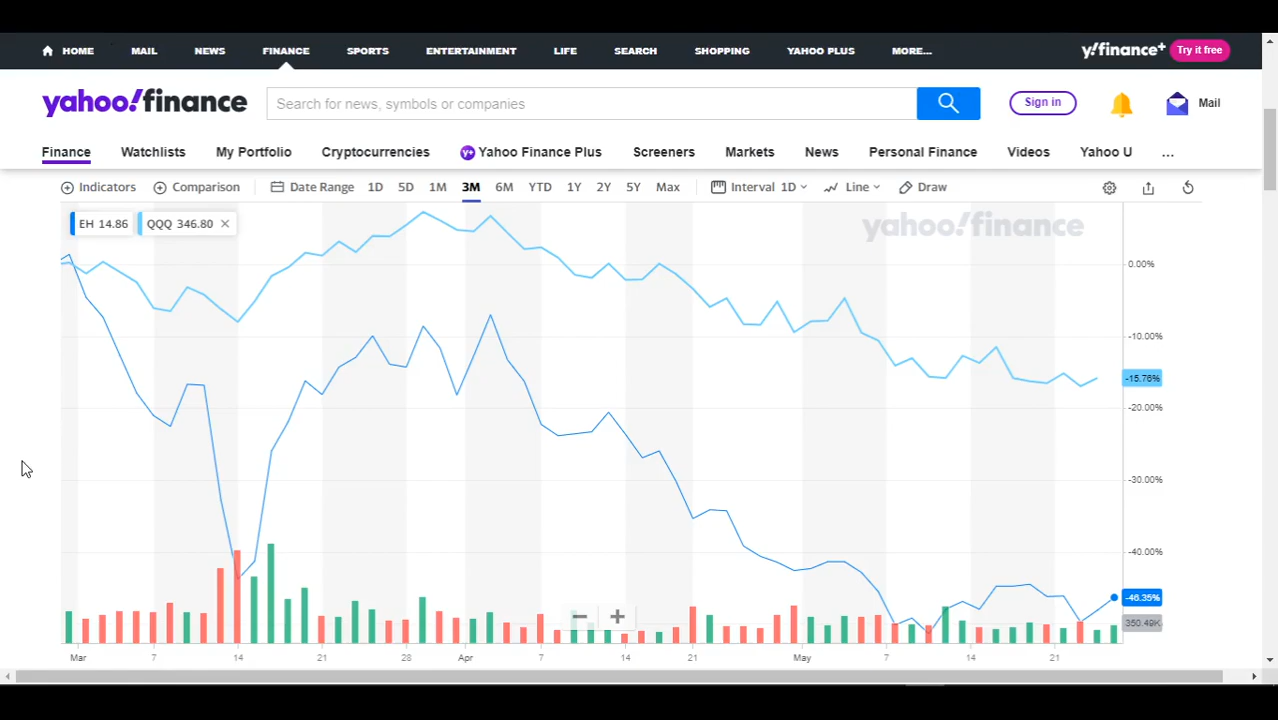 HOME MAIL NEWS FINANCE SPORTS ENTERTAINMENT LIFE SEARCH SHOPPING YAHOO PLUS MORE... y!finance+ Try it free
yahoo!finance Search for news, symbols or companies Sign in Mail
Finance Watchlists My Portfolio Cryptocurrencies Y+ Yahoo Finance Plus Screeners Markets News Personal Finance Videos Yahoo U ...
Indicators Comparison Date Range 1D 5D 1M 3M 6M YTD 1Y 2Y 5Y Max Interval 1D Line Draw
EH 14.86 QQQ 346.80 yahoo!finance
0.00%
-10.00%
-15.76%
-20.00%
-30.00%
-40.00%
-46.35%
350.49K
Mar 7 14 21 28 Apr 7 14 21 May 7 14 21